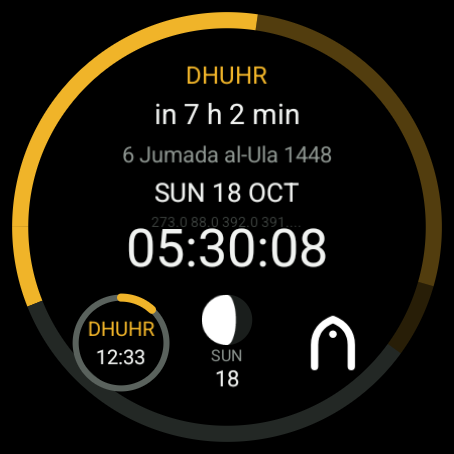 DHUHR
in 7 h 2 min
6 Jumada al-Ula 1448
SUN 18 OCT
273.0 88.0 392.0 391....
05:30:08
DHUHR
12:33
SUN
18